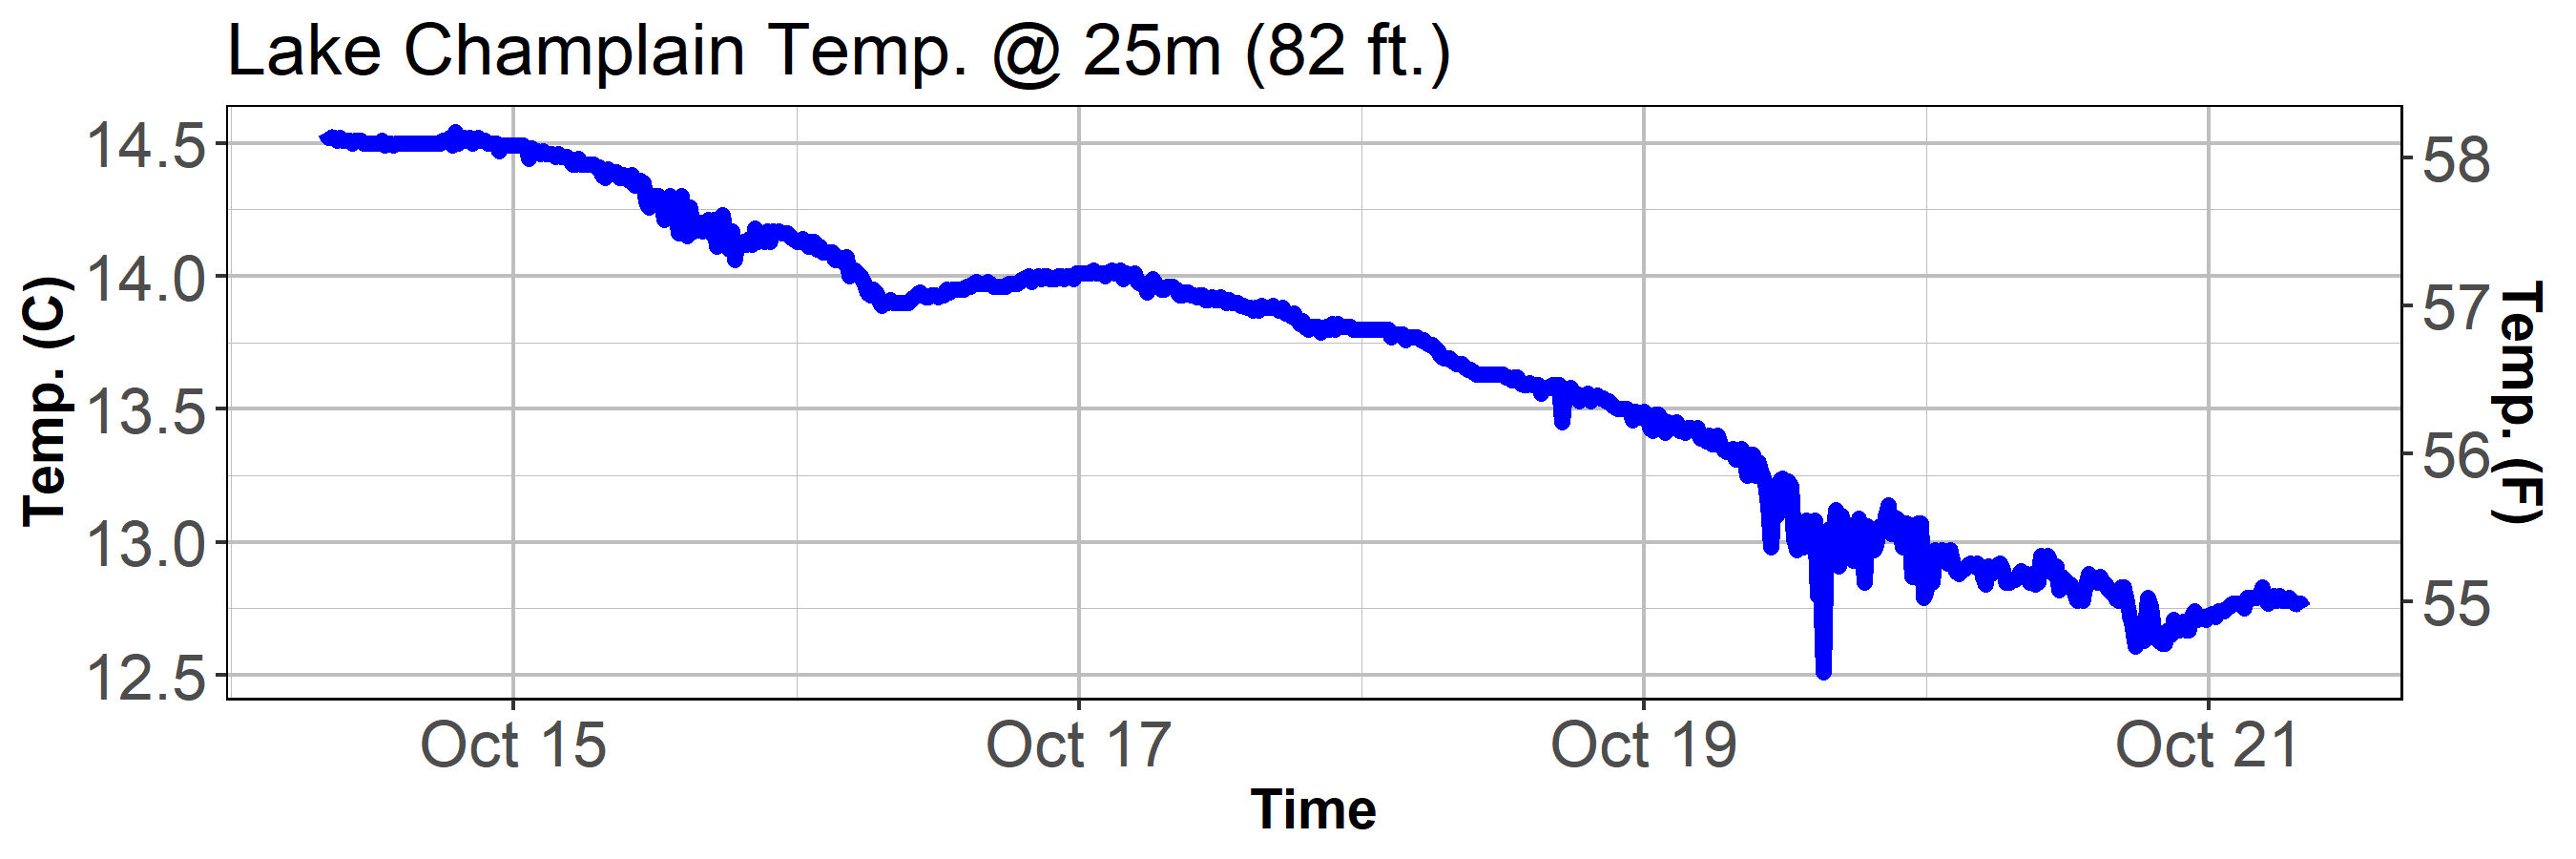 Lake Champlain Temp. @ 25m (82 ft.)
Temp. (C)
14.5
14.0
13.5
13.0
12.5
58
57
56
55
Temp. (F)
Oct 15 Oct 17 Oct 19 Oct 21
Time